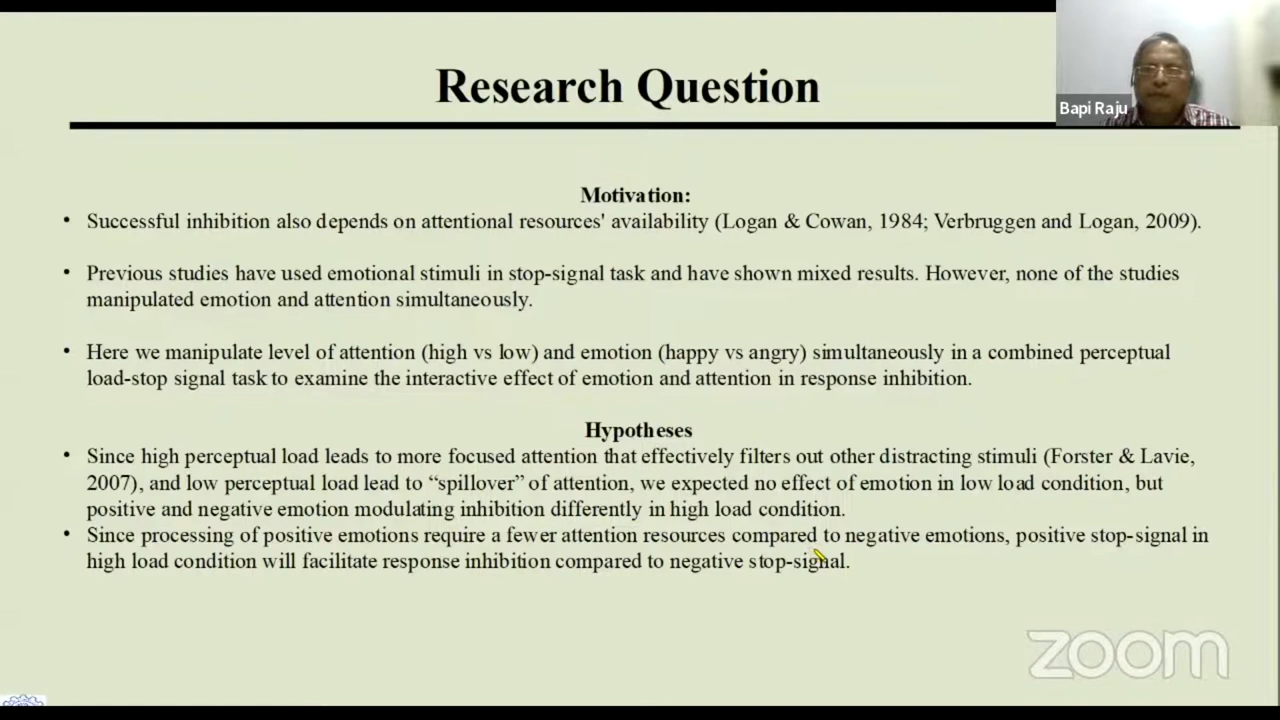 Research Question
Bapi Raju
Motivation:
• Successful inhibition also depends on attentional resources' availability (Logan & Cowan, 1984; Verbruggen and Logan, 2009).
• Previous studies have used emotional stimuli in stop-signal task and have shown mixed results. However, none of the studies
manipulated emotion and attention simultaneously.
• Here we manipulate level of attention (high vs low) and emotion (happy vs angry) simultaneously in a combined perceptual
load-stop signal task to examine the interactive effect of emotion and attention in response inhibition.
Hypotheses
• Since high perceptual load leads to more focused attention that effectively filters out other distracting stimuli (Forster & Lavie,
2007), and low perceptual load lead to “spillover” of attention, we expected no effect of emotion in low load condition, but
positive and negative emotion modulating inhibition differently in high load condition.
• Since processing of positive emotions require a fewer attention resources compared to negative emotions, positive stop-signal in
high load condition will facilitate response inhibition compared to negative stop-signal.
zoom